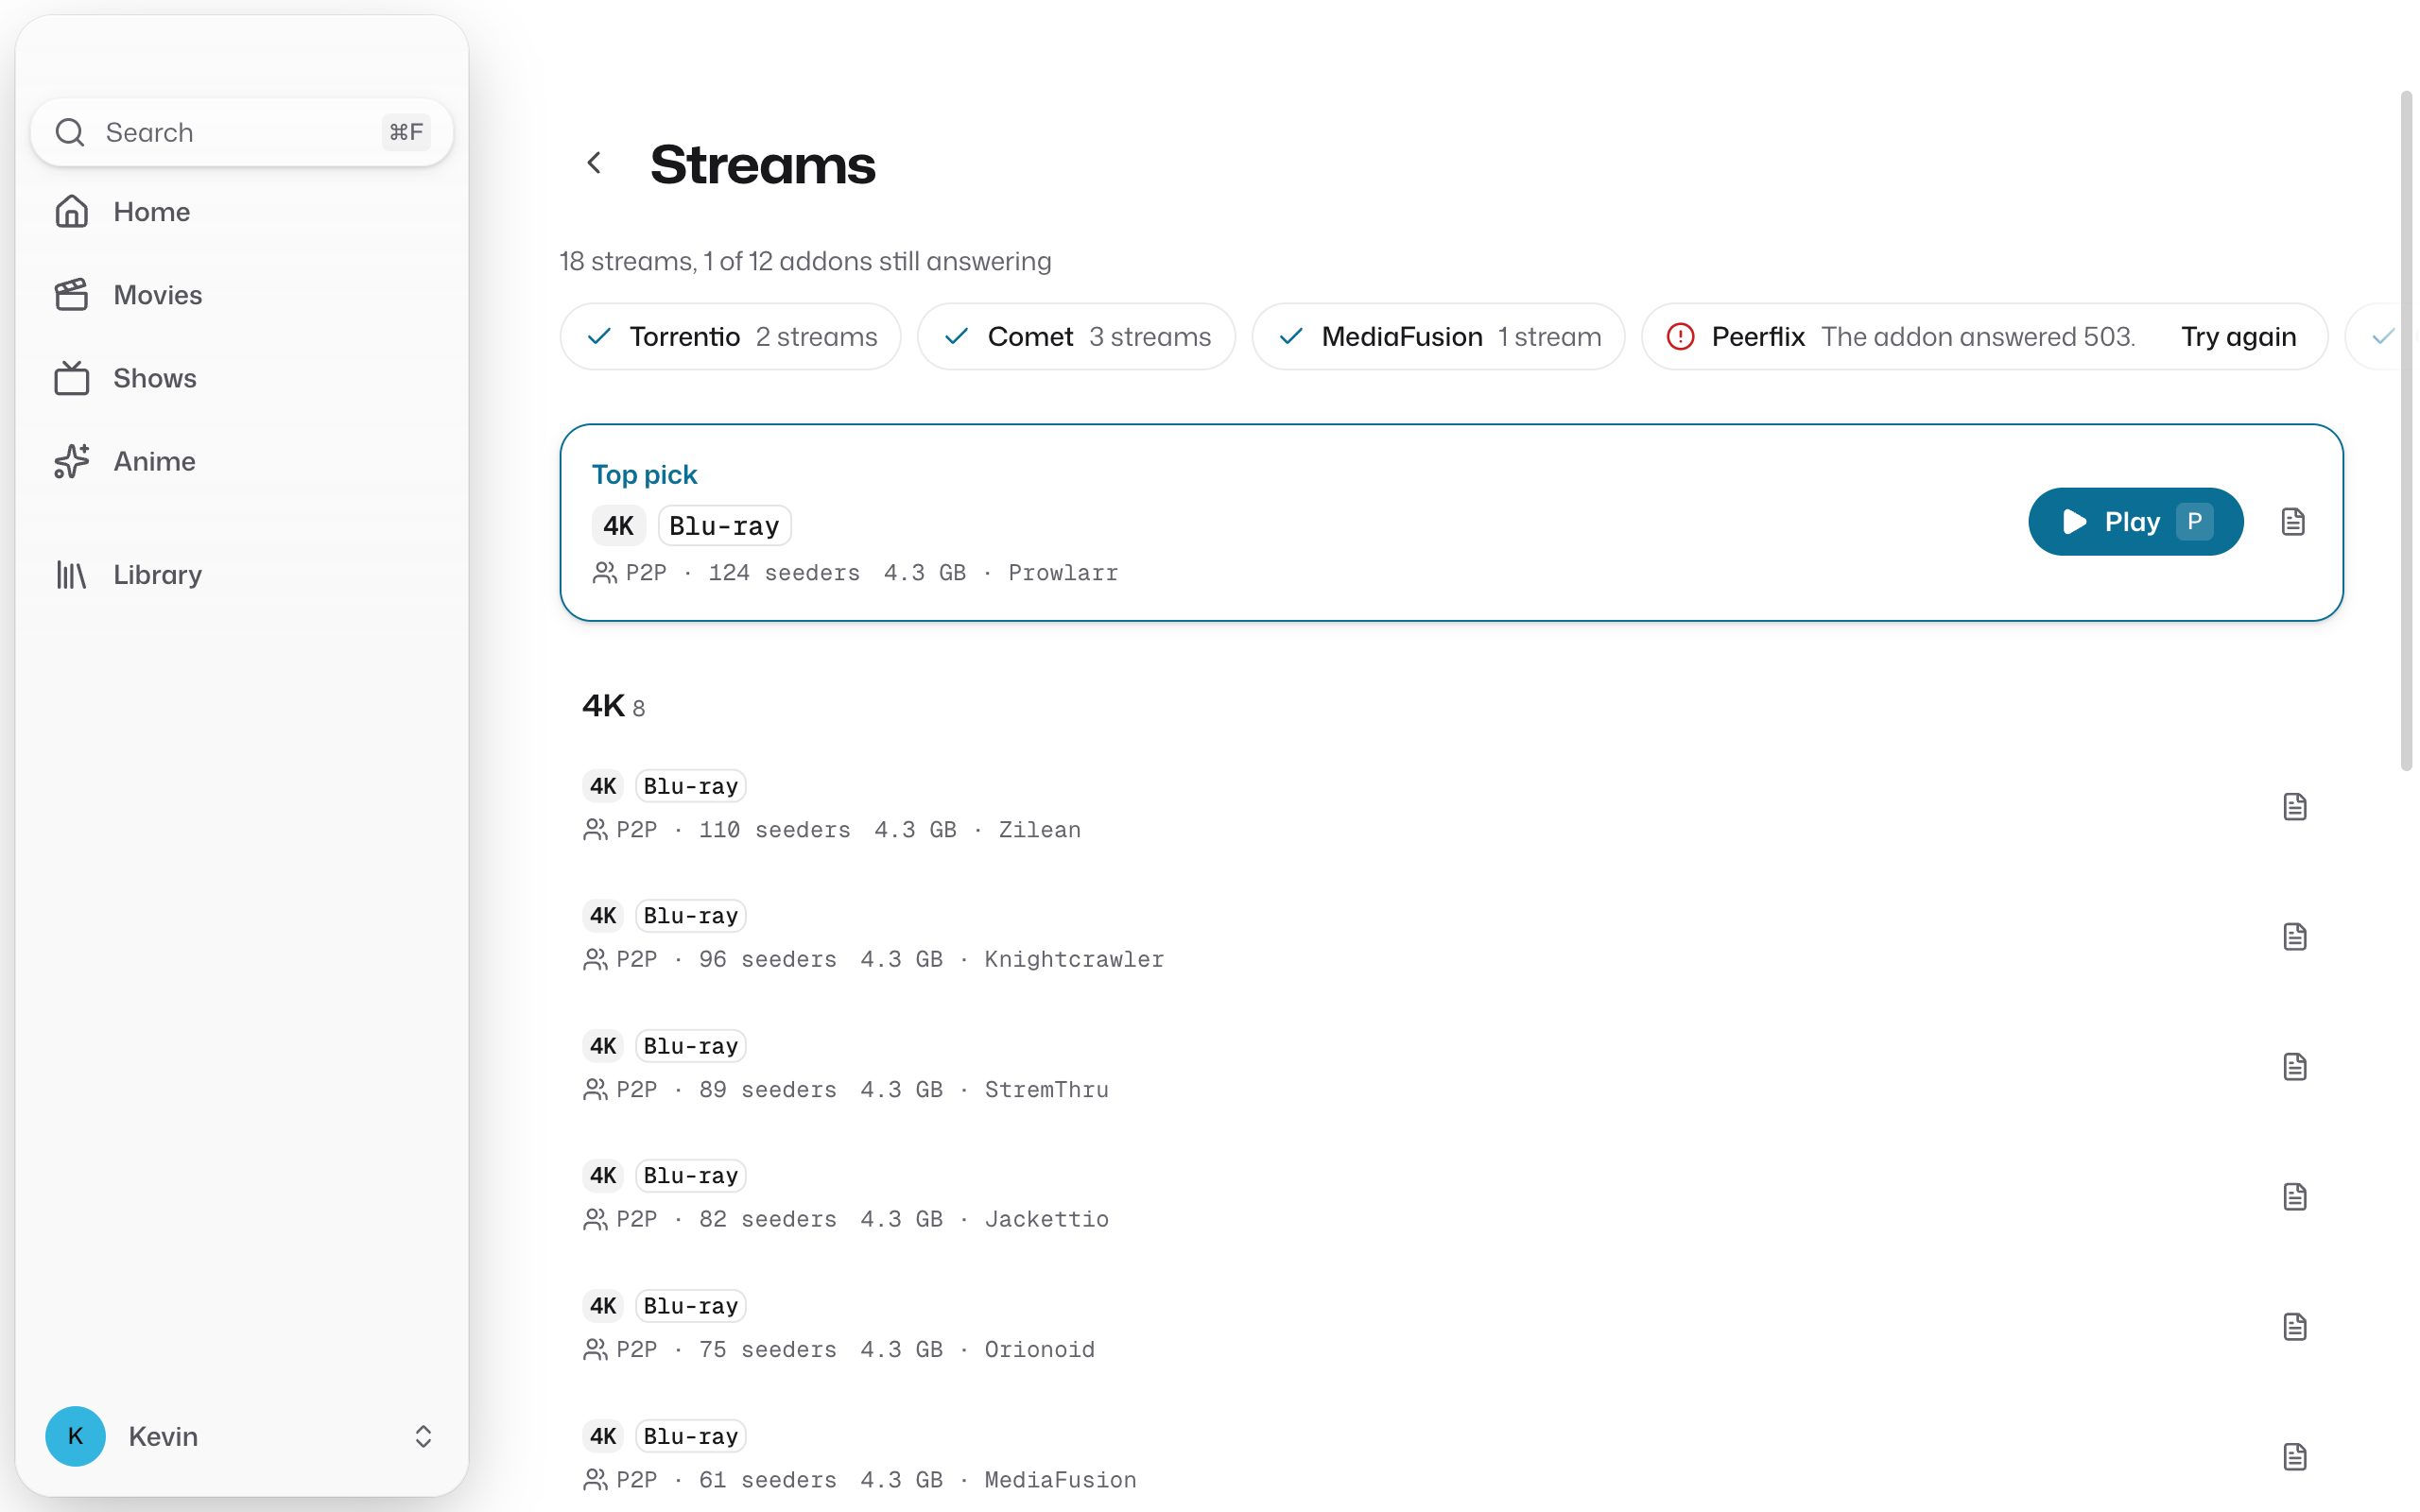 Search ⌘F
Home
Movies
Shows
Anime
Library
K Kevin
Streams
18 streams, 1 of 12 addons still answering
Torrentio 2 streams
Comet 3 streams
MediaFusion 1 stream
Peerflix The addon answered 503. Try again
Top pick
4K Blu-ray
P2P · 124 seeders 4.3 GB · Prowlarr
Play P
4K 8
4K Blu-ray
P2P · 110 seeders 4.3 GB · Zilean
4K Blu-ray
P2P · 96 seeders 4.3 GB · Knightcrawler
4K Blu-ray
P2P · 89 seeders 4.3 GB · StremThru
4K Blu-ray
P2P · 82 seeders 4.3 GB · Jackettio
4K Blu-ray
P2P · 75 seeders 4.3 GB · Orionoid
4K Blu-ray
P2P · 61 seeders 4.3 GB · MediaFusion